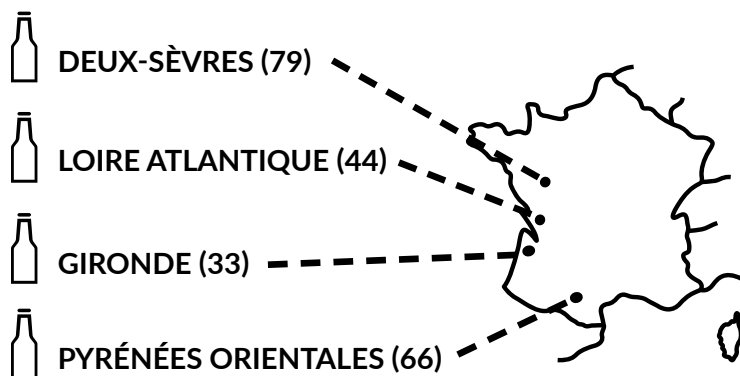 DEUX-SÈVRES (79)
LOIRE ATLANTIQUE (44)
GIRONDE (33)
PYRÉNÉES ORIENTALES (66)